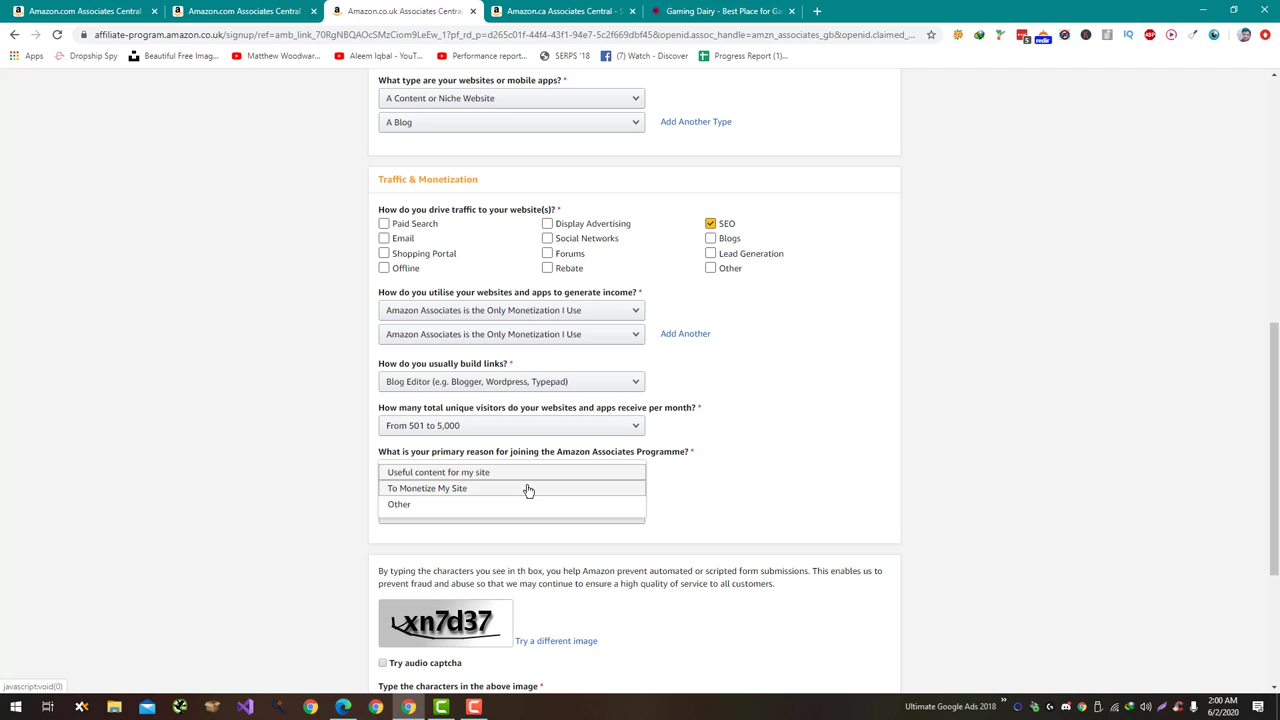 Amazon.com Associates Central
Amazon.com Associates Central
Amazon.co.uk Associates Central
Amazon.ca Associates Central - S
Gaming Dairy - Best Place for Ga
affiliate-program.amazon.co.uk/signup/ref=amb_link_7
Apps
Dropship Spy
Beautiful Free Imag...
Matthew Woodwar...
Aleem Iqbal - YouT...
Performance report...
SERPS '18
(7) Watch - Discover
Progress Report (1)...
What type are your websites or mobile apps? *
A Content or Niche Website
A Blog
Add Another Type
Traffic & Monetization
How do you drive traffic to your website(s)? *
Paid Search Display Advertising SEO
Email Social Networks Blogs
Shopping Portal Forums Lead Generation
Offline Rebate Other
How do you utilise your websites and apps to generate income? *
Amazon Associates is the Only Monetization I Use
Amazon Associates is the Only Monetization I Use
Add Another
How do you usually build links? *
Blog Editor (e.g. Blogger, Wordpress, Typepad)
How many total unique visitors do your websites and apps receive per month? *
From 501 to 5,000
What is your primary reason for joining the Amazon Associates Programme? *
Useful content for my site
To Monetize My Site
Other
By typing the characters you see in th box, you help Amazon prevent automated or scripted form submissions. This enables us to
prevent fraud and abuse so that we may continue to ensure a high quality of service to all customers.
xn7d37
Try a different image
Try audio captcha
Type the characters in the above image *
javascript:void(0)
Ultimate Google Ads 2018
2:00 AM
6/2/2020